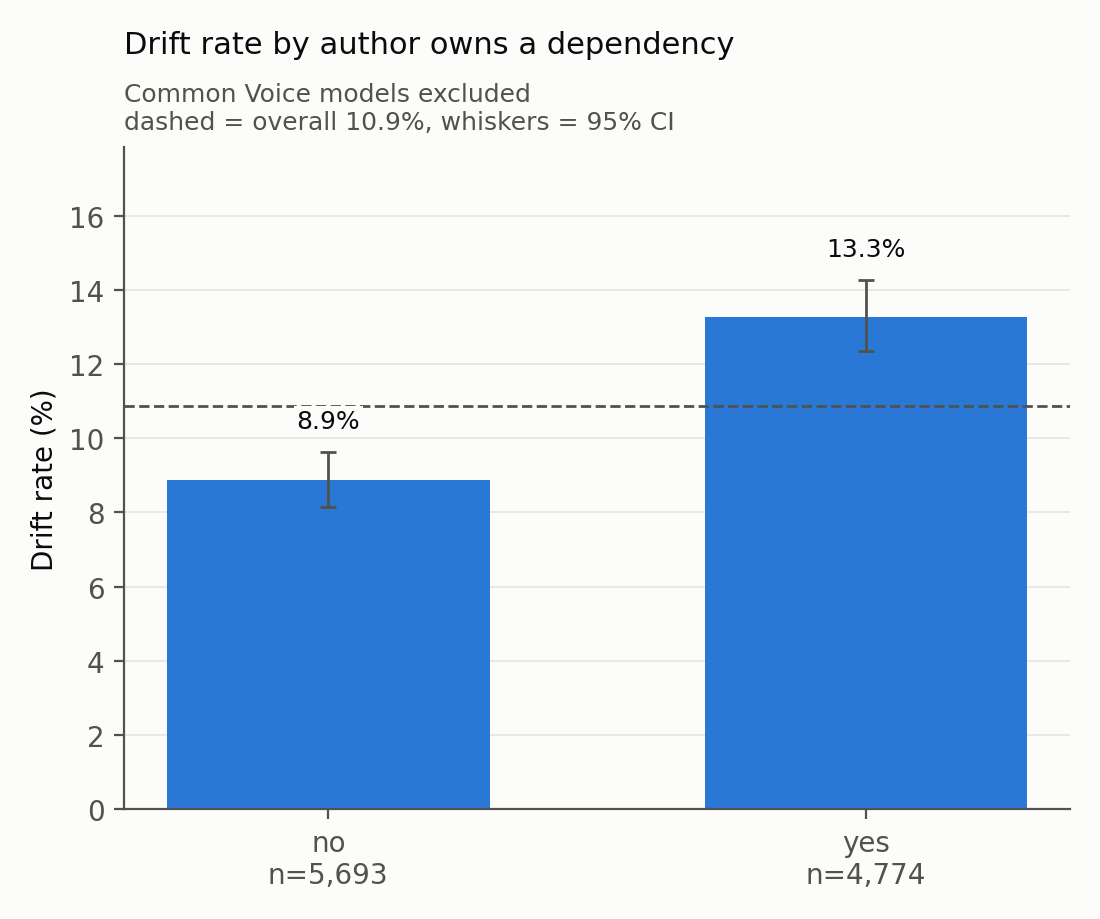 Drift rate by author owns a dependency
Common Voice models excluded
dashed = overall 10.9%, whiskers = 95% CI
Drift rate (%)
16
14
12
10
8
6
4
2
0
8.9%
13.3%
no
n=5,693
yes
n=4,774